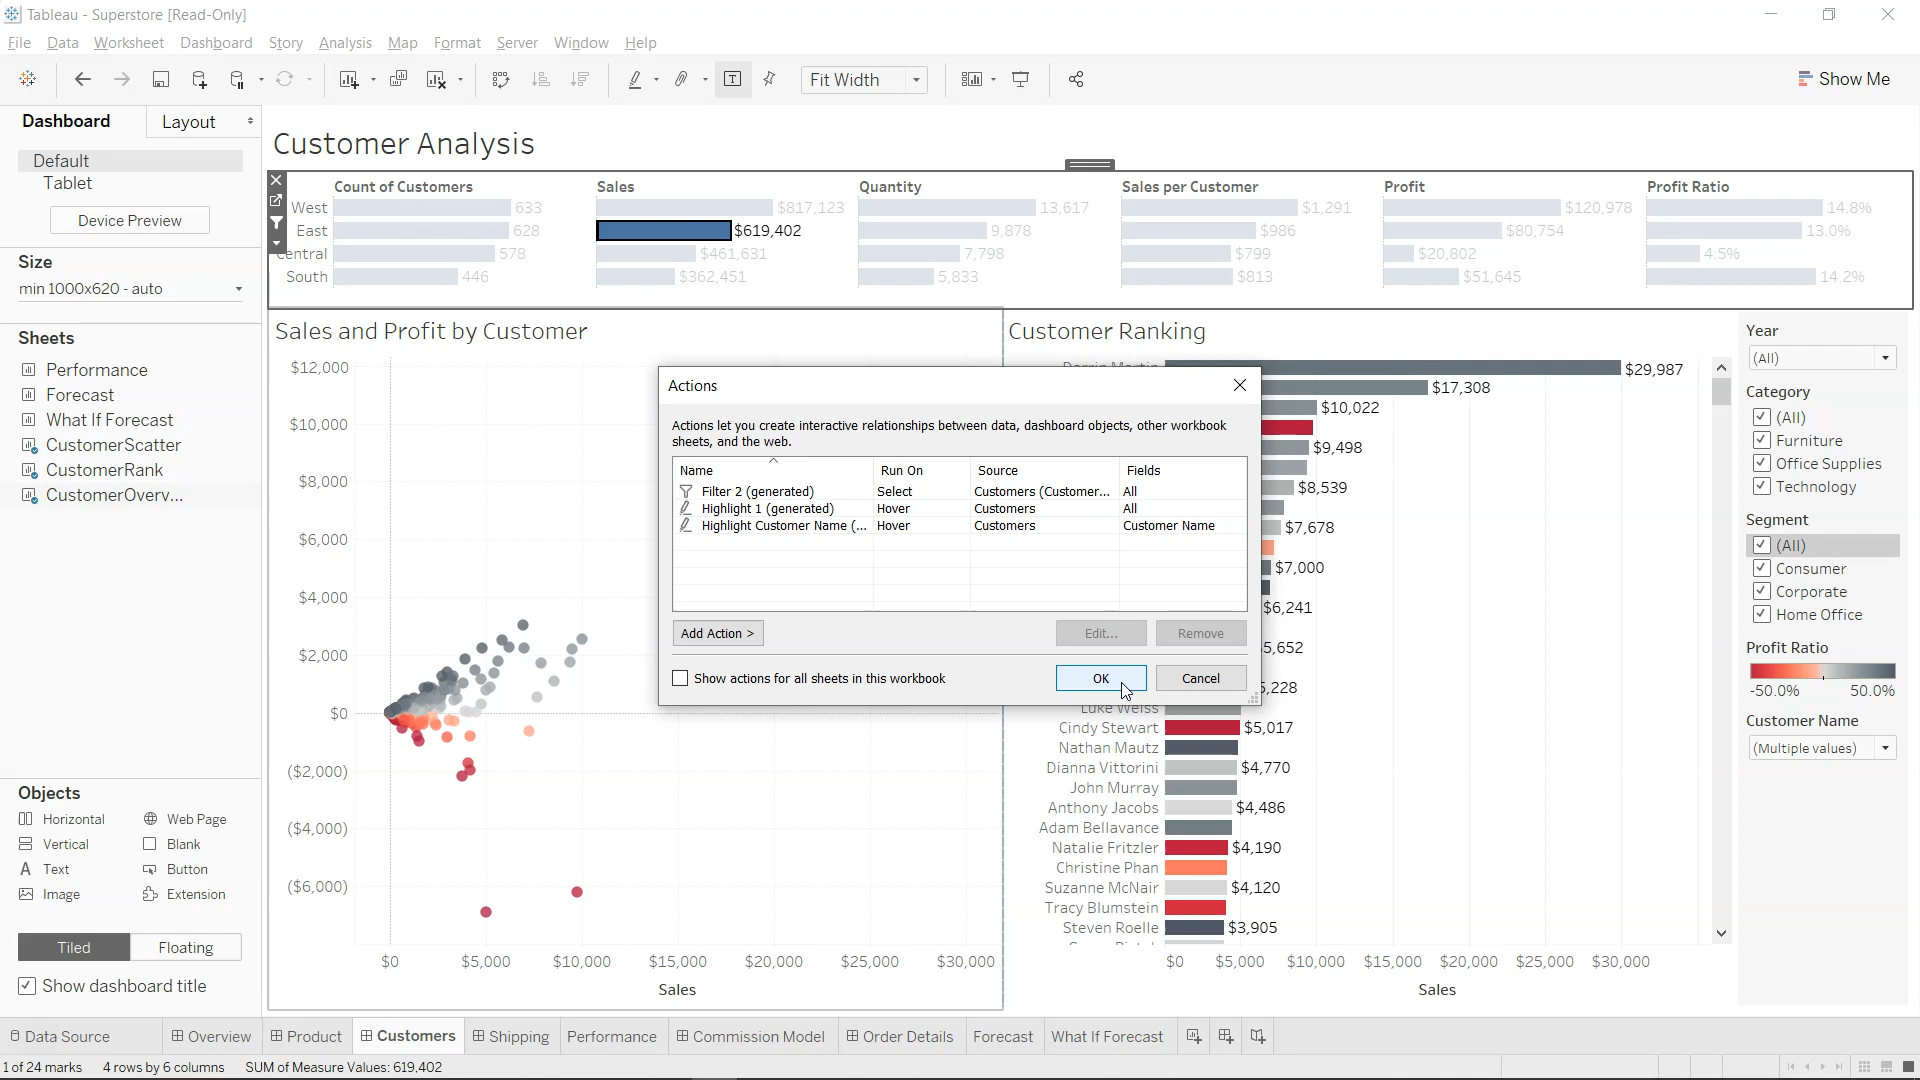 Tableau - Superstore [Read-Only]
File Data Worksheet Dashboard Story Analysis Map Format Server Window Help
Fit Width
Show Me
Dashboard Layout
Default
Tablet
Device Preview
Size
min 1000x620 - auto
Sheets
Performance
Forecast
What If Forecast
CustomerScatter
CustomerRank
CustomerOverv...
Objects
Horizontal Web Page
Vertical Blank
Text Button
Image Extension
Tiled Floating
Show dashboard title
Customer Analysis
Count of Customers Sales Quantity Sales per Customer Profit Profit Ratio
West 633 $817,123 13,617 $1,291 $120,978 14.8%
East 628 $619,402 9,878 $986 $80,754 13.0%
Central 578 $461,631 7,798 $799 $20,802 4.5%
South 446 $362,451 5,833 $813 $51,645 14.2%
Sales and Profit by Customer
$12,000
$10,000
$8,000
$6,000
$4,000
$2,000
$0
($2,000)
($4,000)
($6,000)
$0 $5,000 $10,000 $15,000 $20,000 $25,000 $30,000
Sales
Customer Ranking
$29,987
$17,308
$10,022
$9,498
$8,539
$7,678
$7,000
$6,241
5,652
5,228
Luke Weiss
Cindy Stewart $5,017
Nathan Mautz
Dianna Vittorini $4,770
John Murray
Anthony Jacobs $4,486
Adam Bellavance
Natalie Fritzler $4,190
Christine Phan
Suzanne McNair $4,120
Tracy Blumstein
Steven Roelle $3,905
$0 $5,000 $10,000 $15,000 $20,000 $25,000 $30,000
Sales
Actions
Actions let you create interactive relationships between data, dashboard objects, other workbook
sheets, and the web.
Name Run On Source Fields
Filter 2 (generated) Select Customers (Customer... All
Highlight 1 (generated) Hover Customers All
Highlight Customer Name (... Hover Customers Customer Name
Add Action > Edit... Remove
Show actions for all sheets in this workbook OK Cancel
Year
(All)
Category
(All)
Furniture
Office Supplies
Technology
Segment
(All)
Consumer
Corporate
Home Office
Profit Ratio
-50.0% 50.0%
Customer Name
(Multiple values)
Data Source Overview Product Customers Shipping Performance Commission Model Order Details Forecast What If Forecast
1 of 24 marks 4 rows by 6 columns SUM of Measure Values: 619,402